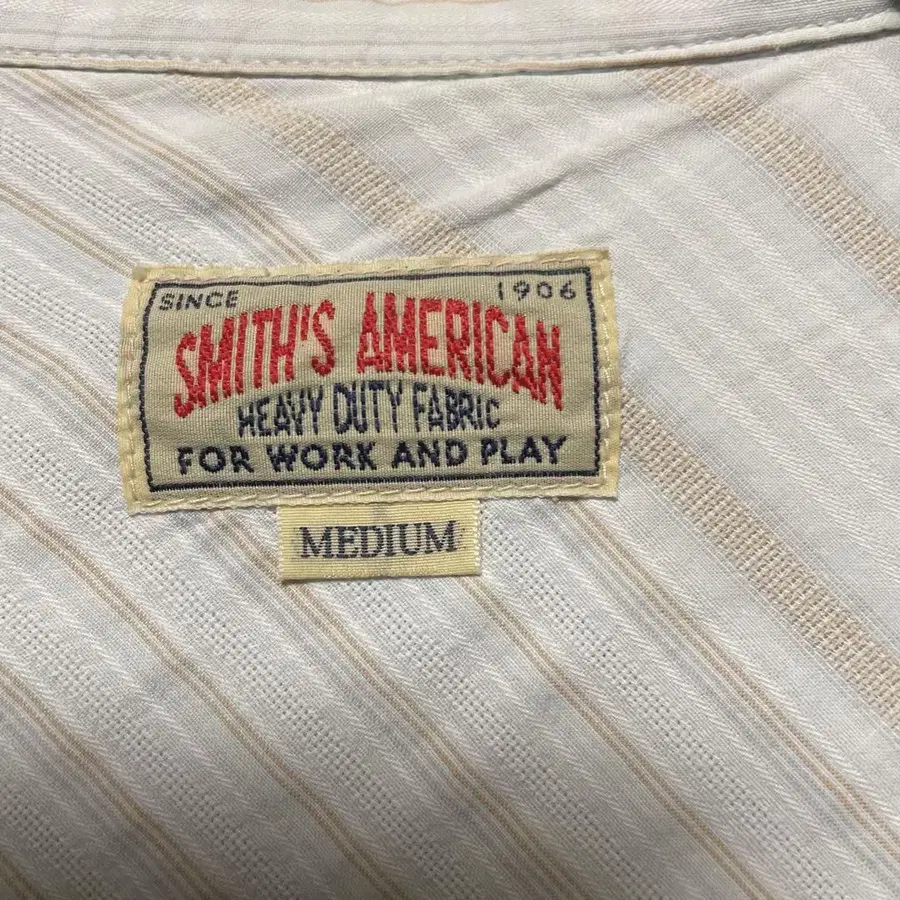 SINCE 1906
SMITH'S AMERICAN
HEAVY DUTY FABRIC
FOR WORK AND PLAY
MEDIUM